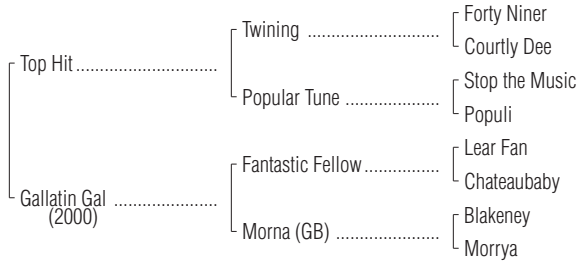 Forty Niner
Twining ........................
Courtly Dee
Top Hit ..........................
Stop the Music
Popular Tune .................
Populi
Lear Fan
Fantastic Fellow .............
Chateaubaby
Gallatin Gal ...................
(2000)
Blakeney
Morna (GB) ..................
Morrya